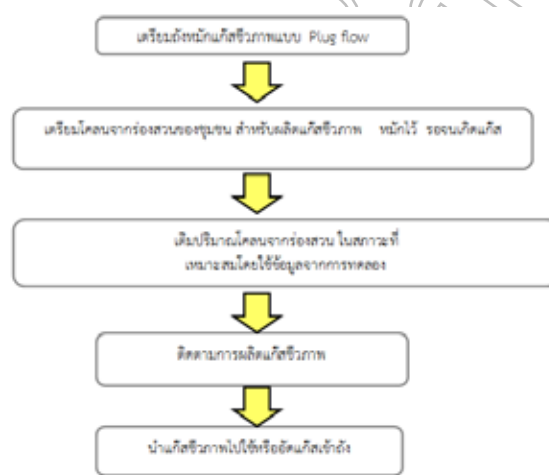 เตรียมถังหมักแก๊สชีวภาพแบบ Plug flow
เตรียมโคลนจากร่องสวนของชุมชน สำหรับผลิตแก๊สชีวภาพ หมักไว้ รอจนเกิดแก๊ส
เติมปริมาณโคลนจากร่องสวน ในสภาวะที่
เหมาะสมโดยใช้ข้อมูลจากการทดลอง
ติดตามการผลิตแก๊สชีวภาพ
นำแก๊สชีวภาพไปใช้หรืออัดแก๊สเข้าถัง